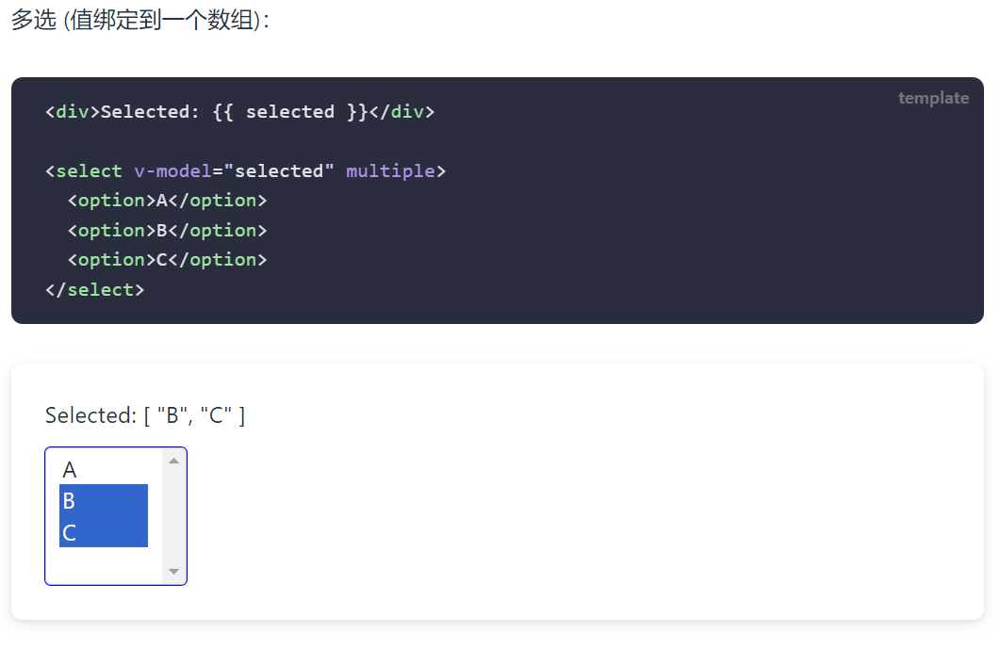 多选 (值绑定到一个数组)：
template
<div>Selected: {{ selected }}</div>
<select v-model="selected" multiple>
  <option>A</option>
  <option>B</option>
  <option>C</option>
</select>
Selected: [ "B", "C" ]
A
B
C